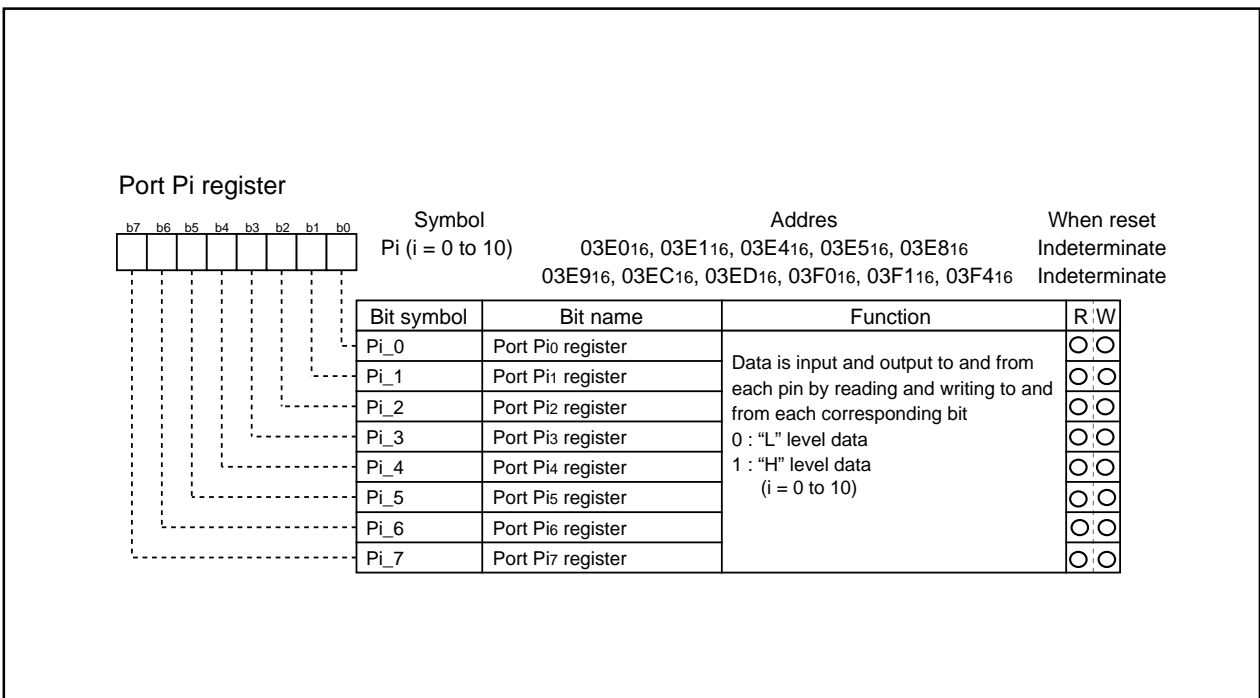 Port Pi register
b7 b6 b5 b4 b3 b2 b1 b0
Symbol Addres When reset
Pi (i = 0 to 10) 03E016, 03E116, 03E416, 03E516, 03E816 Indeterminate
03E916, 03EC16, 03ED16, 03F016, 03F116, 03F416 Indeterminate
Bit symbol Bit name Function R W
Pi_0 Port Pi0 register
Pi_1 Port Pi1 register
Pi_2 Port Pi2 register
Pi_3 Port Pi3 register
Pi_4 Port Pi4 register
Pi_5 Port Pi5 register
Pi_6 Port Pi6 register
Pi_7 Port Pi7 register
Data is input and output to and from
each pin by reading and writing to and
from each corresponding bit
0 : “L” level data
1 : “H” level data
(i = 0 to 10)